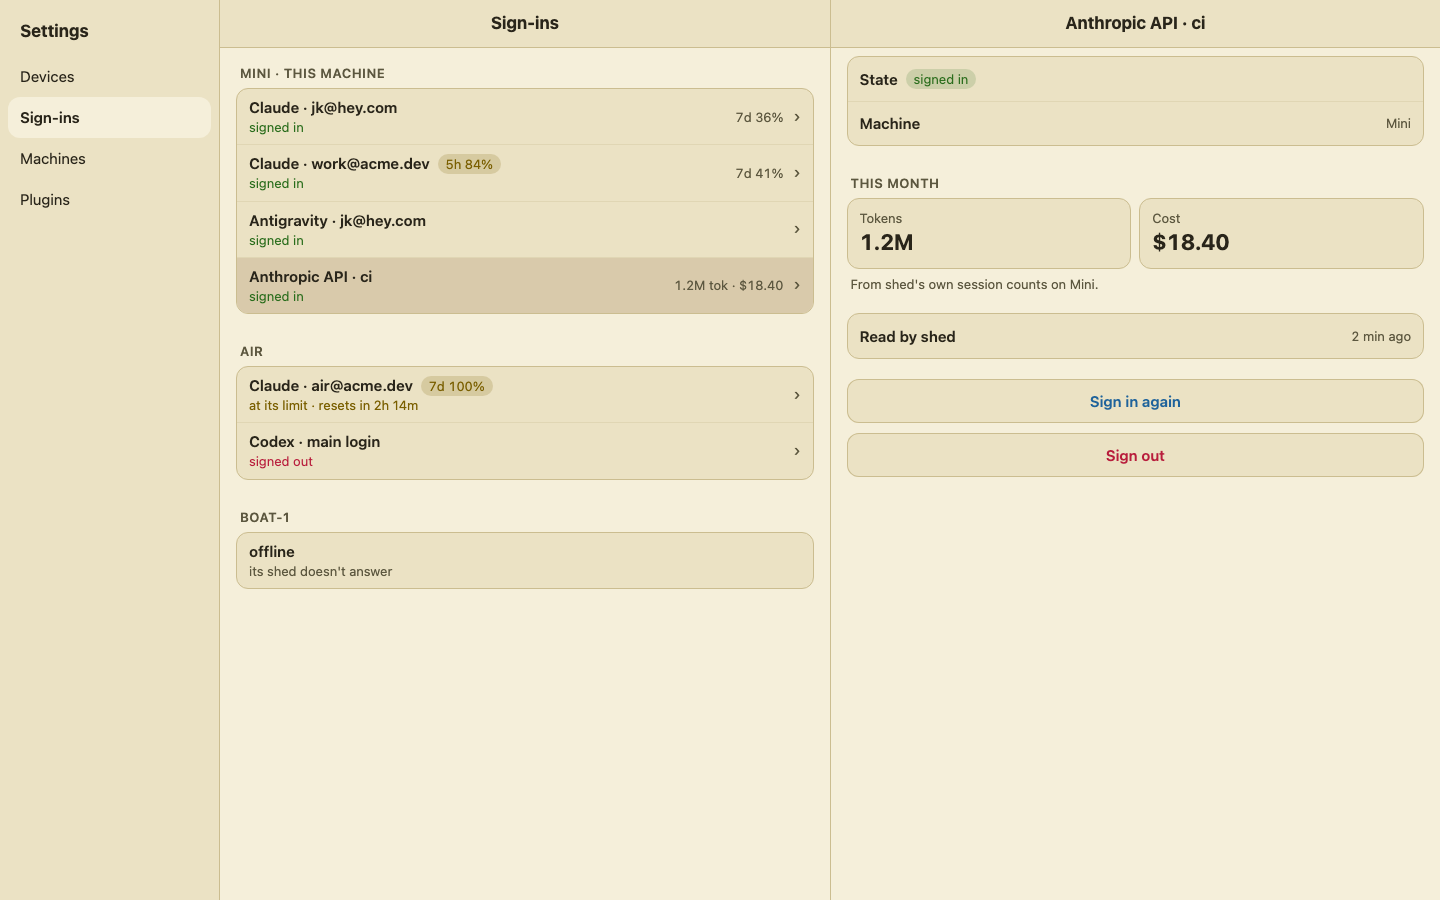 Settings
Devices
Sign-ins
Machines
Plugins
Sign-ins
MINI · THIS MACHINE
Claude · jk@hey.com
signed in
7d 36% ›
Claude · work@acme.dev 5h 84%
signed in
7d 41% ›
Antigravity · jk@hey.com
signed in
›
Anthropic API · ci
signed in
1.2M tok · $18.40 ›
AIR
Claude · air@acme.dev 7d 100%
at its limit · resets in 2h 14m
›
Codex · main login
signed out
›
BOAT-1
offline
its shed doesn't answer
Anthropic API · ci
State signed in
Machine Mini
THIS MONTH
Tokens
1.2M
Cost
$18.40
From shed's own session counts on Mini.
Read by shed 2 min ago
Sign in again
Sign out